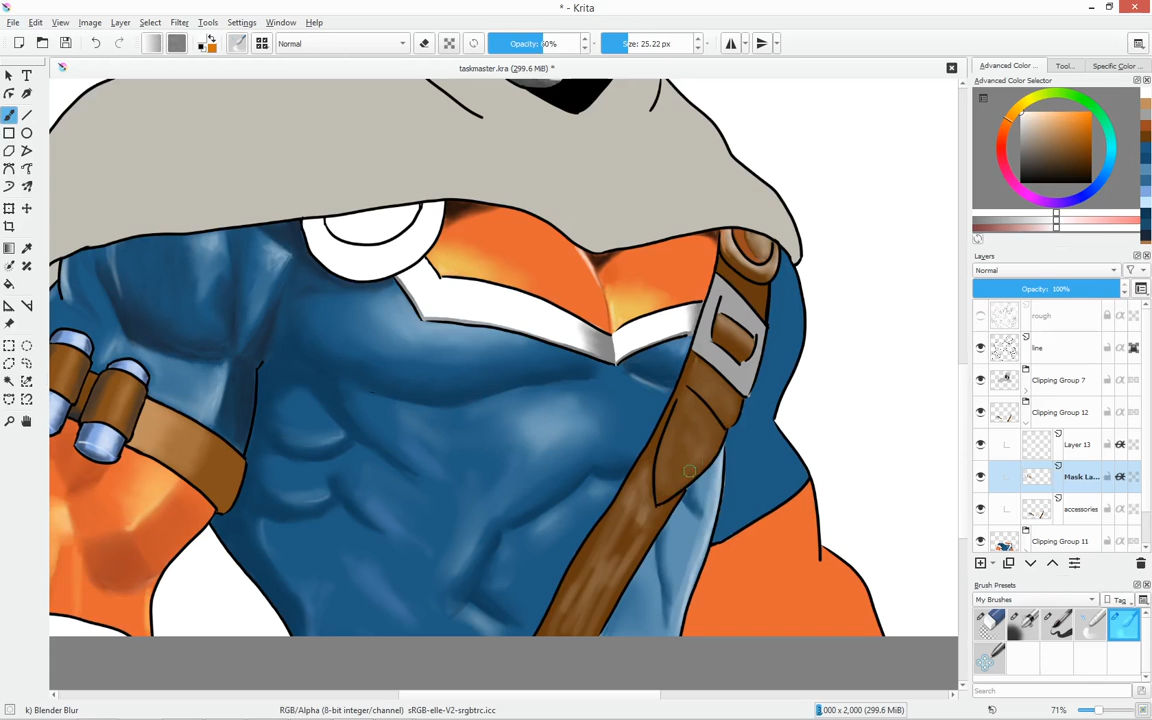 * - Krita
File Edit View Image Layer Select Filter Tools Settings Window Help
Normal Opacity: 60% Size: 25.22 px
taskmaster.kra (299.6 MiB) *
Advanced Color ... Tool... Specific Color ...
Advanced Color Selector
Layers
Normal
Opacity: 100%
rough
line
Clipping Group 7
Clipping Group 12
Layer 13
Mask La...
accessories
Clipping Group 11
Brush Presets
My Brushes Tag
Search
k) Blender Blur RGB/Alpha (8-bit integer/channel) sRGB-elle-V2-srgbtrc.icc 3,000 x 2,000 (299.6 MiB) 71%